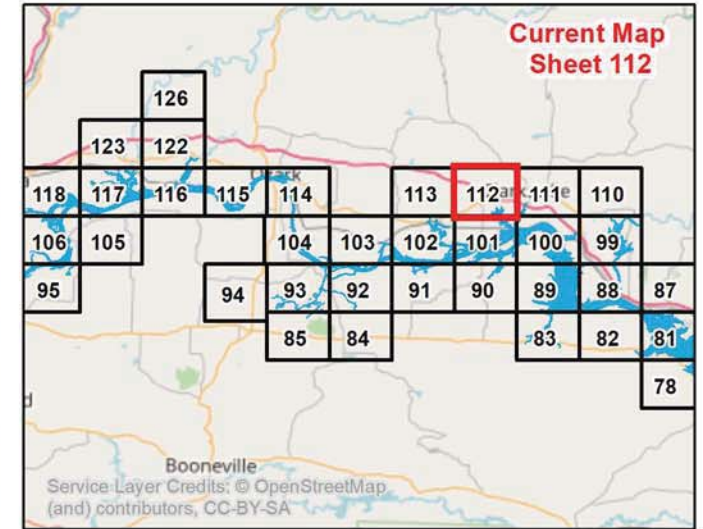 Current Map
Sheet 112
126
123 122
Ozark
118 117 116 115 114 113 112 111 110
106 105 104 103 102 101 100 99
95 94 93 92 91 90 89 88 87
85 84 83 82 81
78
Booneville
Service Layer Credits: © OpenStreetMap
(and) contributors, CC-BY-SA